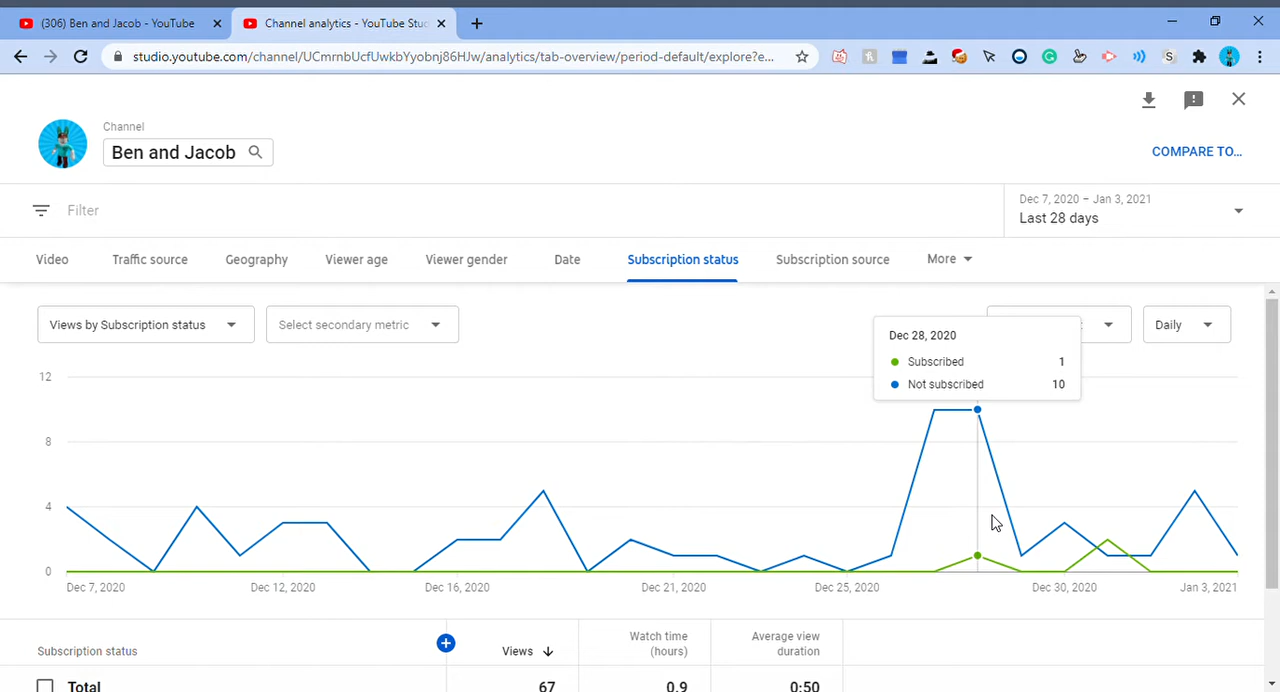 (306) Ben and Jacob - YouTube
Channel analytics - YouTube Stu
studio.youtube.com/channel/UCmrnbUcfUwkbYyobnj86HJw/analytics/tab-overview/period-default/explore?e...
Channel
Ben and Jacob
COMPARE TO...
Filter
Dec 7, 2020 – Jan 3, 2021
Last 28 days
Video Traffic source Geography Viewer age Viewer gender Date Subscription status Subscription source More
Views by Subscription status Select secondary metric Daily
Dec 28, 2020
Subscribed 1
Not subscribed 10
12
8
4
0
Dec 7, 2020 Dec 12, 2020 Dec 16, 2020 Dec 21, 2020 Dec 25, 2020 Dec 30, 2020 Jan 3, 2021
Subscription status Views Watch time (hours) Average view duration
Total 67 0.9 0:50